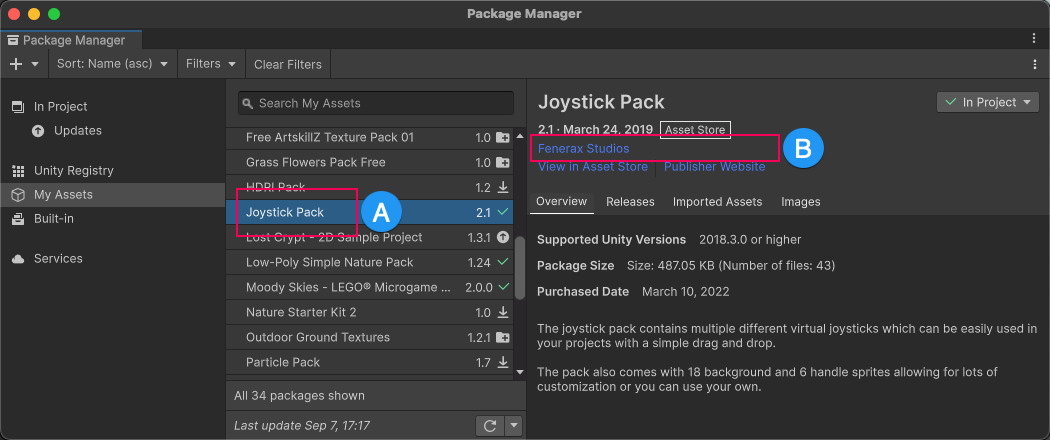 Package Manager
Package Manager
Sort: Name (asc) Filters Clear Filters
In Project
Updates
Unity Registry
My Assets
Built-in
Services
Search My Assets
Free ArtskillZ Texture Pack 01 1.0
Grass Flowers Pack Free 1.0
HDRI Pack 1.2
Joystick Pack 2.1
A
Lost Crypt - 2D Sample Project 1.3.1
Low-Poly Simple Nature Pack 1.24
Moody Skies - LEGO® Microgame ... 2.0.0
Nature Starter Kit 2 1.0
Outdoor Ground Textures 1.2.1
Particle Pack 1.7
All 34 packages shown
Last update Sep 7, 17:17
Joystick Pack
In Project
2.1 · March 24, 2019 Asset Store
Fenerax Studios
B
View in Asset Store Publisher Website
Overview Releases Imported Assets Images
Supported Unity Versions 2018.3.0 or higher
Package Size Size: 487.05 KB (Number of files: 43)
Purchased Date March 10, 2022
The joystick pack contains multiple different virtual joysticks which can be easily used in
your projects with a simple drag and drop.
The pack also comes with 18 background and 6 handle sprites allowing for lots of
customization or you can use your own.